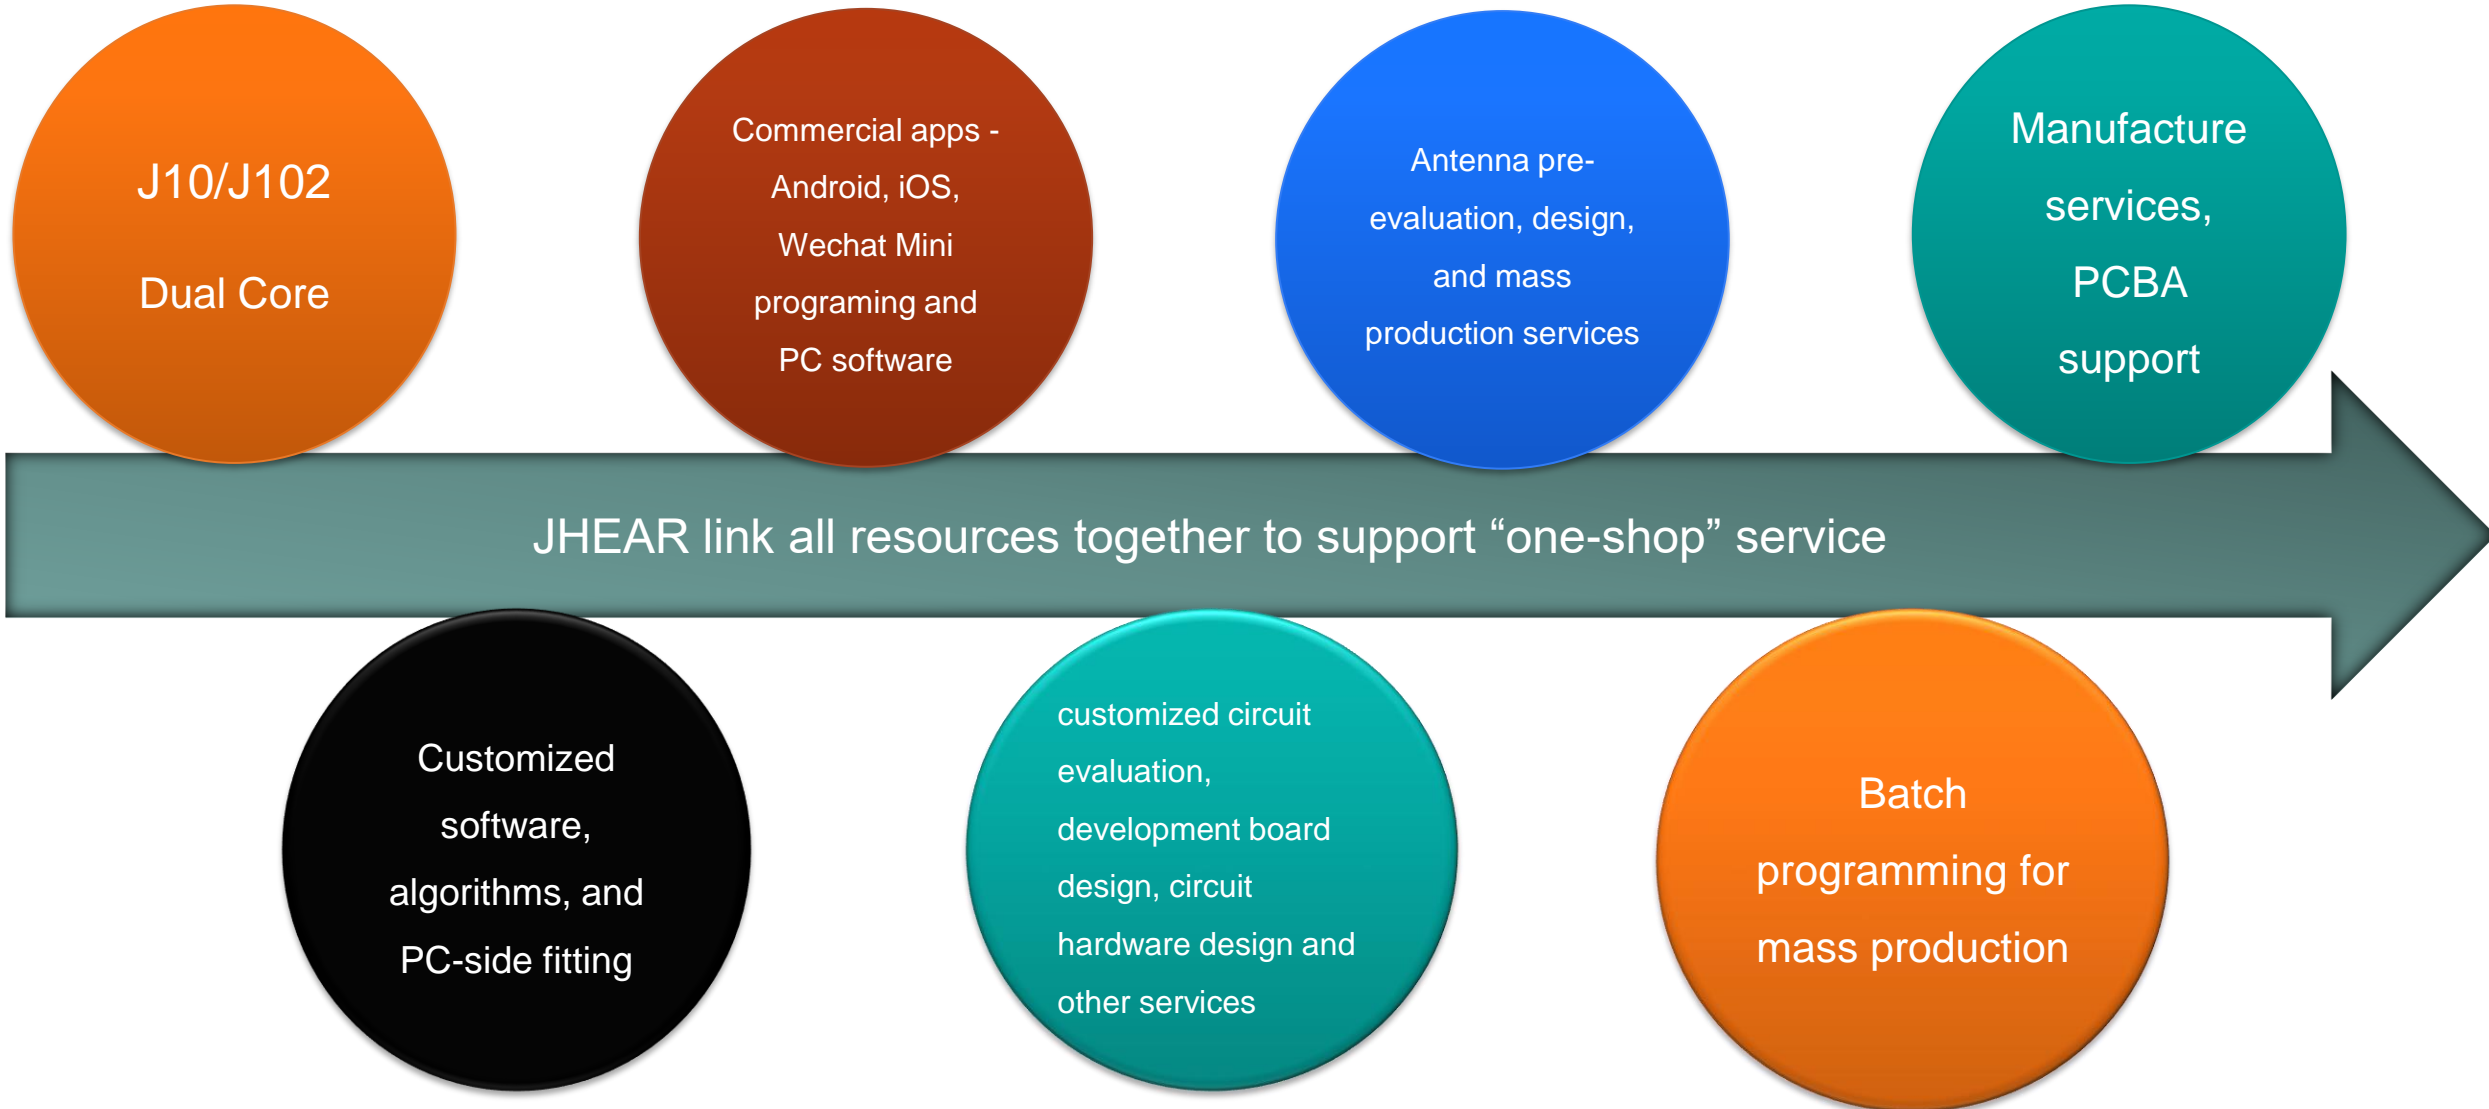 J10/J102
Dual Core
Commercial apps -
Android, iOS,
Wechat Mini
programing and
PC software
Antenna pre-
evaluation, design,
and mass
production services
Manufacture
services,
PCBA
support
JHEAR link all resources together to support “one-shop” service
Customized
software,
algorithms, and
PC-side fitting
customized circuit
evaluation,
development board
design, circuit
hardware design and
other services
Batch
programming for
mass production